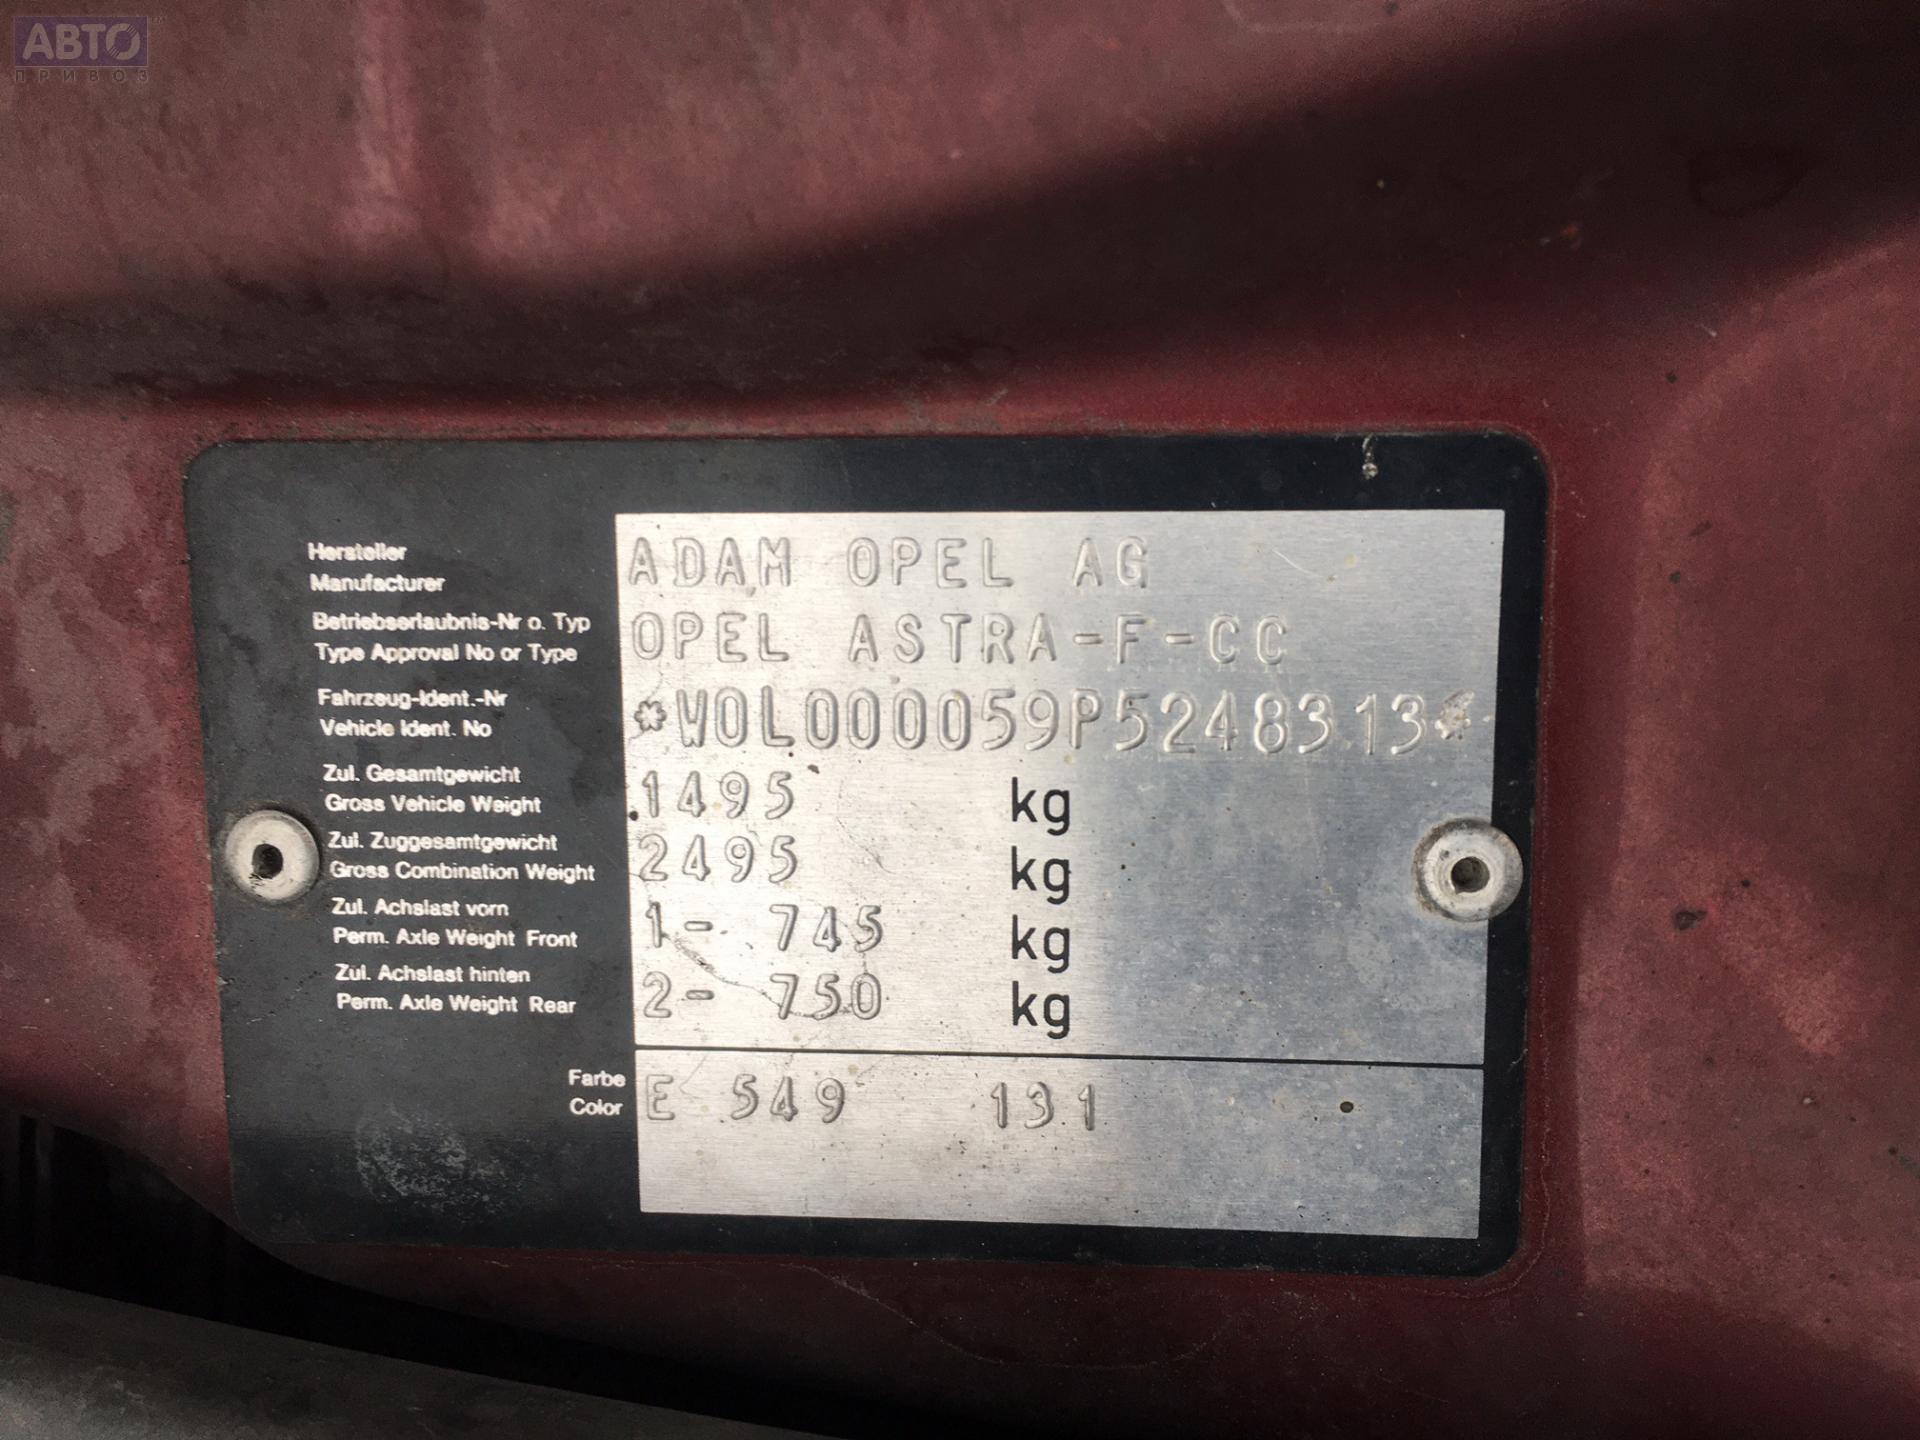 АВТО
ПРИВОЗ
Hersteller
Manufacturer
ADAM OPEL AG
Betriebserlaubnis-Nr o. Typ
Type Approval No or Type
OPEL ASTRA-F-CC
Fahrzeug-Ident.-Nr
Vehicle Ident. No
*W0L000059P5248313*
Zul. Gesamtgewicht
Gross Vehicle Weight
1495 kg
Zul. Zuggesamtgewicht
Gross Combination Weight
2495 kg
Zul. Achslast vorn
Perm. Axle Weight Front
1- 745 kg
Zul. Achslast hinten
Perm. Axle Weight Rear
2- 750 kg
Farbe
Color
E 549 131